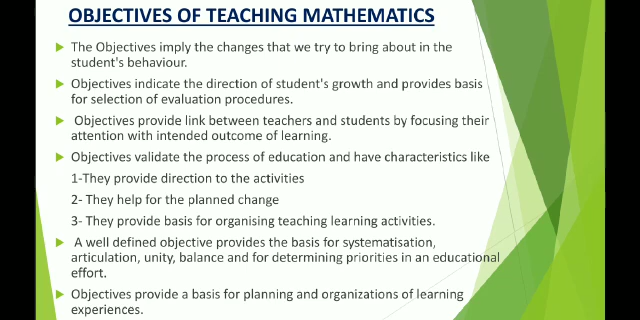 OBJECTIVES OF TEACHING MATHEMATICS
The Objectives imply the changes that we try to bring about in the
student's behaviour.
Objectives indicate the direction of student's growth and provides basis
for selection of evaluation procedures.
Objectives provide link between teachers and students by focusing their
attention with intended outcome of learning.
Objectives validate the process of education and have characteristics like
1-They provide direction to the activities
2- They help for the planned change
3- They provide basis for organising teaching learning activities.
A well defined objective provides the basis for systematisation,
articulation, unity, balance and for determining priorities in an educational
effort.
Objectives provide a basis for planning and organizations of learning
experiences.